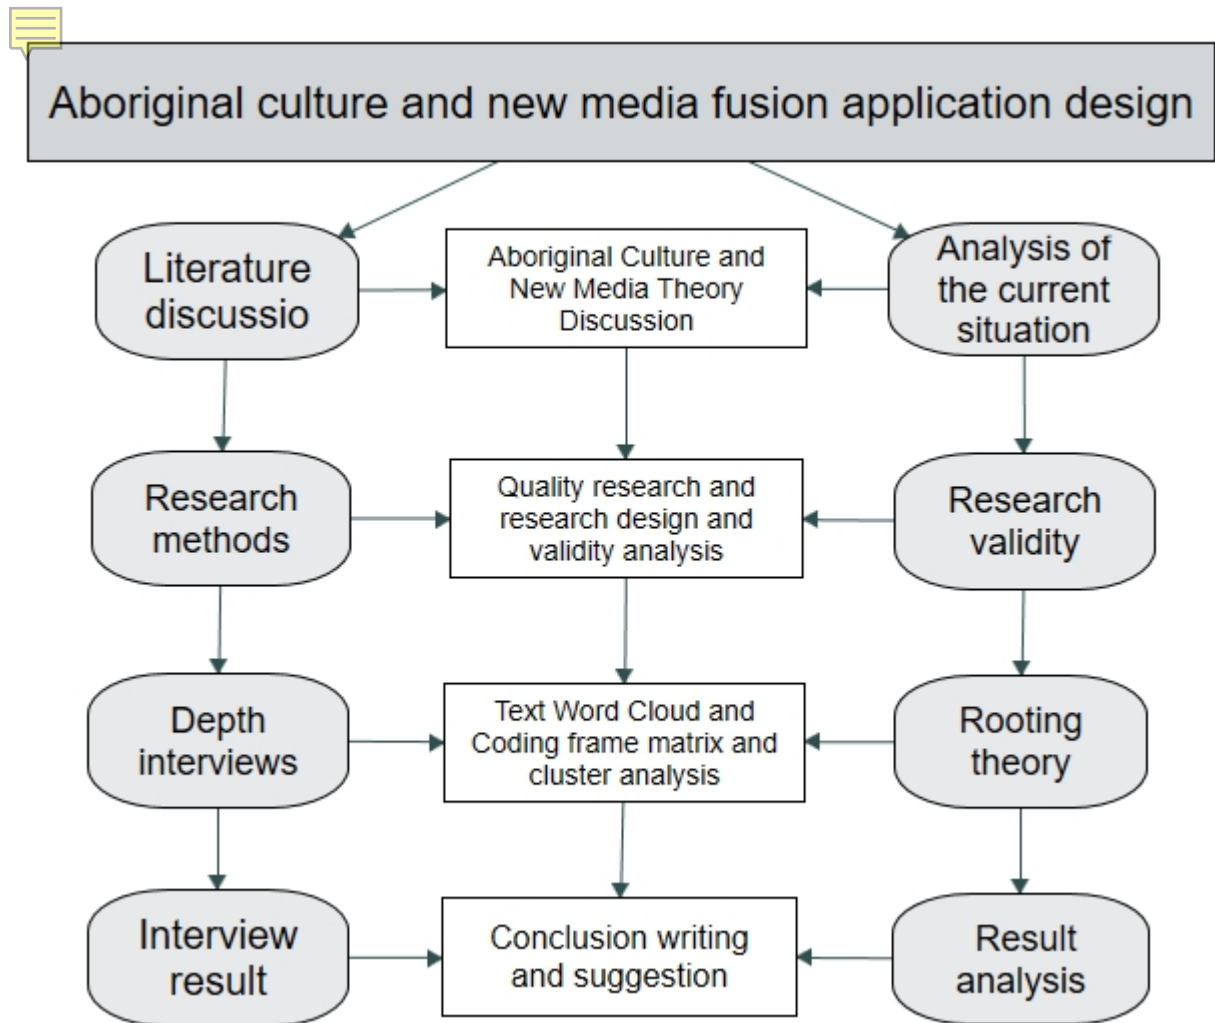 Aboriginal culture and new media fusion application design
Literature
discussio
Aboriginal Culture and
New Media Theory
Discussion
Analysis of
the current
situation
Research
methods
Quality research and
research design and
validity analysis
Research
validity
Depth
interviews
Text Word Cloud and
Coding frame matrix and
cluster analysis
Rooting
theory
Interview
result
Conclusion writing
and suggestion
Result
analysis